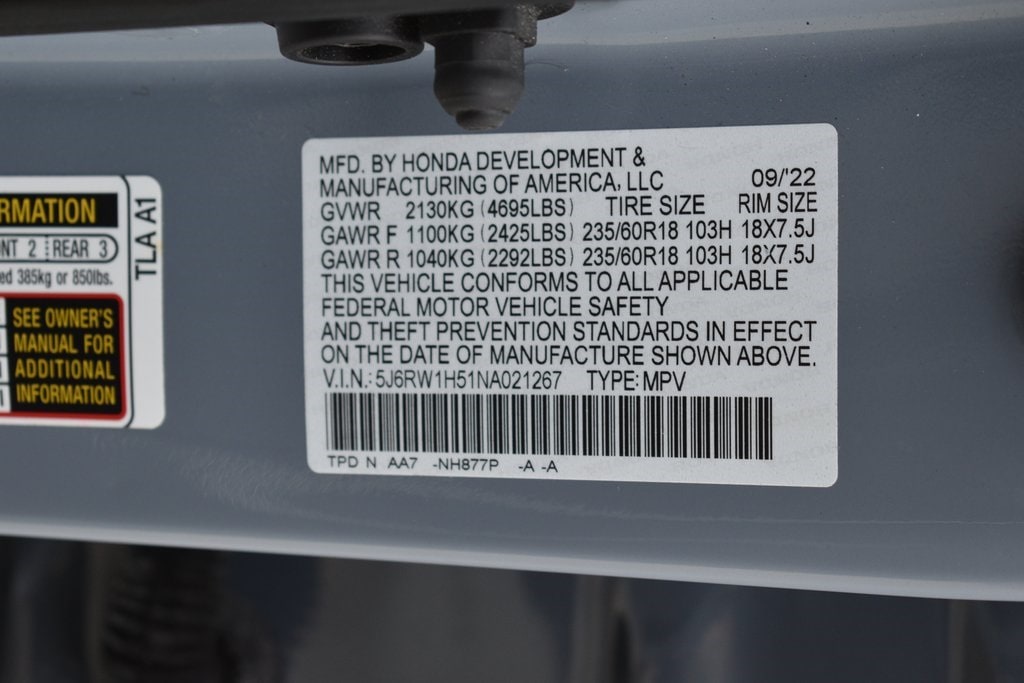 RMATION
NT 2 REAR 3
ed 385kg or 850lbs.
SEE OWNER'S
MANUAL FOR
ADDITIONAL
INFORMATION
TLA A1
MFD. BY HONDA DEVELOPMENT &
MANUFACTURING OF AMERICA, LLC 09/'22
GVWR 2130KG (4695LBS) TIRE SIZE RIM SIZE
GAWR F 1100KG (2425LBS) 235/60R18 103H 18X7.5J
GAWR R 1040KG (2292LBS) 235/60R18 103H 18X7.5J
THIS VEHICLE CONFORMS TO ALL APPLICABLE
FEDERAL MOTOR VEHICLE SAFETY
AND THEFT PREVENTION STANDARDS IN EFFECT
ON THE DATE OF MANUFACTURE SHOWN ABOVE.
V.I.N.: 5J6RW1H51NA021267 TYPE: MPV
TPD N AA7 -NH877P -A -A